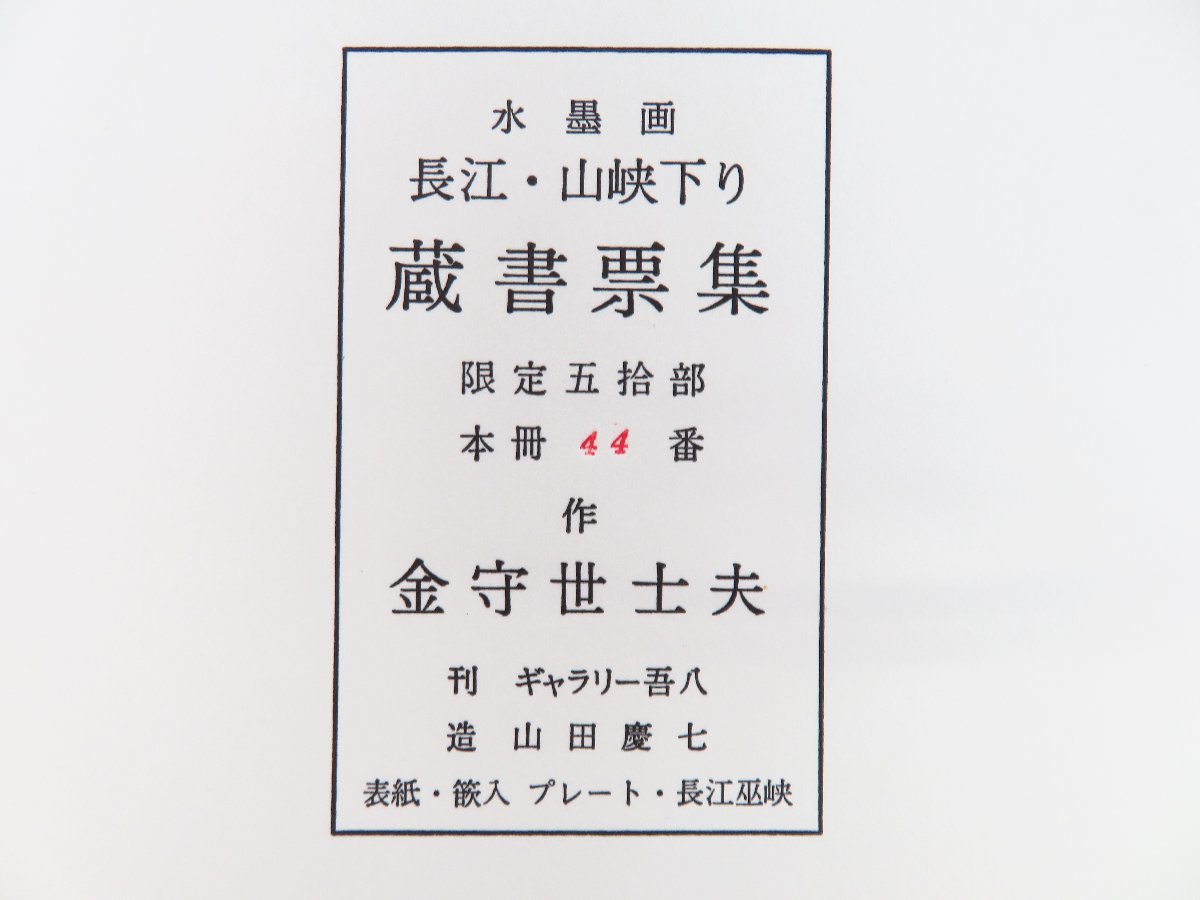 水墨画
長江・山峡下り
蔵書票集
限定五拾部
本冊 44 番
作
金守世士夫
刊 ギャラリー吾八
造 山田慶七
表紙・篏入 プレート・長江巫峡